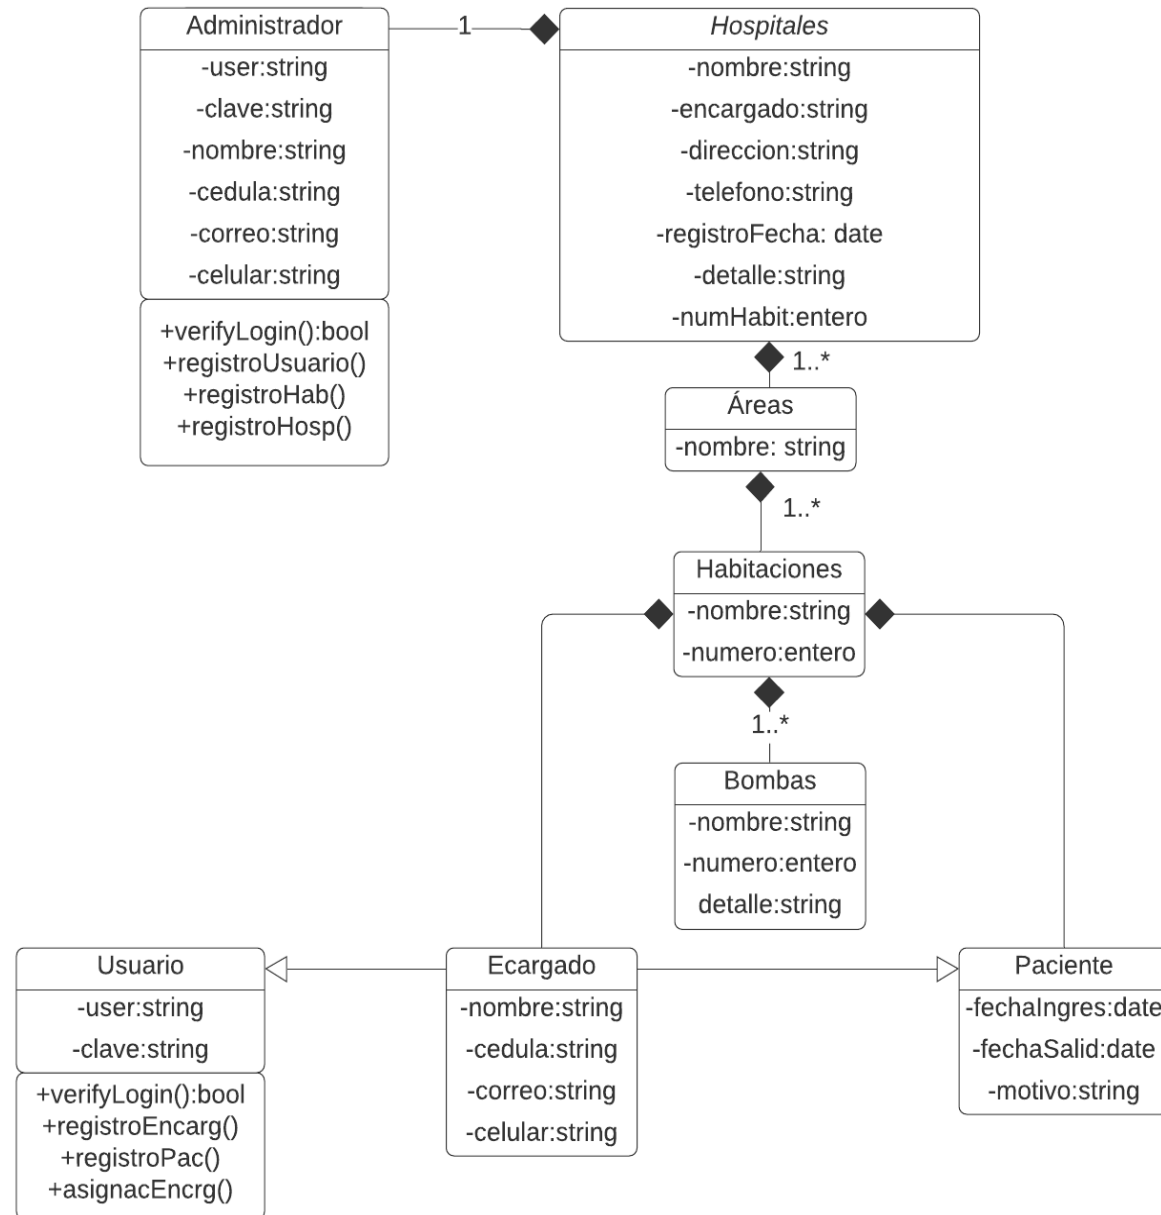 Administrador
-user:string
-clave:string
-nombre:string
-cedula:string
-correo:string
-celular:string
+verifyLogin():bool
+registroUsuario()
+registroHab()
+registroHosp()
1
Hospitales
-nombre:string
-encargado:string
-direccion:string
-telefono:string
-registroFecha: date
-detalle:string
-numHabit:entero
1..*
Áreas
-nombre: string
1..*
Habitaciones
-nombre:string
-numero:entero
1..*
Bombas
-nombre:string
-numero:entero
detalle:string
Usuario
-user:string
-clave:string
+verifyLogin():bool
+registroEncarg()
+registroPac()
+asignacEncrg()
Ecargado
-nombre:string
-cedula:string
-correo:string
-celular:string
Paciente
-fechaIngres:date
-fechaSalid:date
-motivo:string